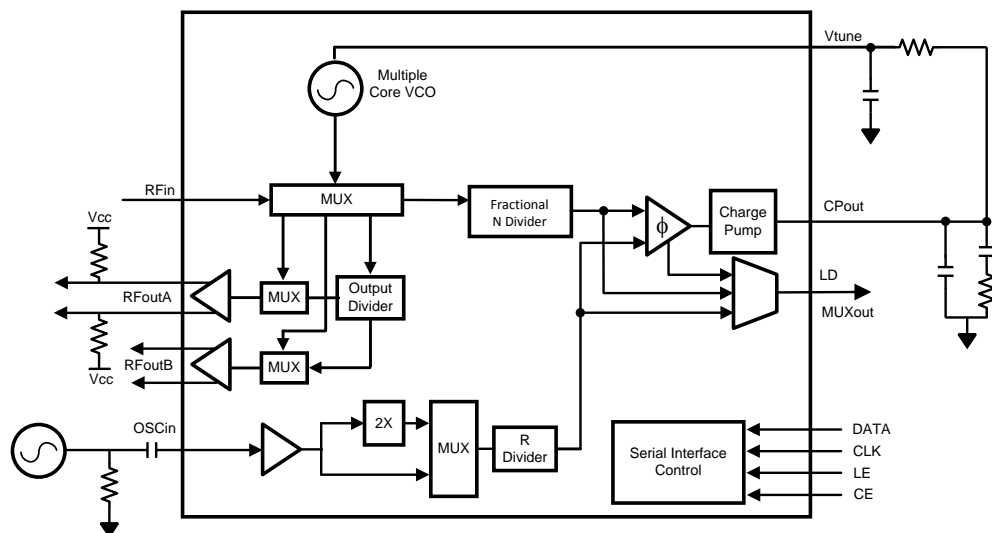 Vtune
Multiple
Core VCO
RFin
MUX
Fractional
N Divider
ϕ
Charge
Pump
CPout
Vcc
RFoutA
MUX
Output
Divider
LD
MUXout
RFoutB
MUX
Vcc
OSCin
2X
MUX
R
Divider
Serial Interface
Control
DATA
CLK
LE
CE